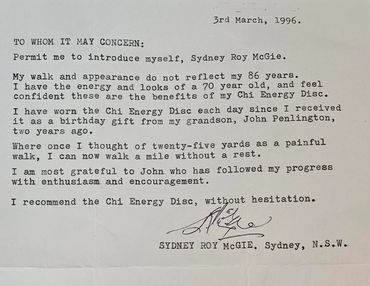 3rd March, 1996.
TO WHOM IT MAY CONCERN:
Permit me to introduce myself, Sydney Roy McGie.
My walk and appearance do not reflect my 86 years.
I have the energy and looks of a 70 year old, and feel
confident these are the benefits of my Chi Energy Disc.
I have worn the Chi Energy Disc each day since I received
it as a birthday gift from my grandson, John Penlington,
two years ago.
Where once I thought of twenty-five yards as a painful
walk, I can now walk a mile without a rest.
I am most grateful to John who has followed my progress
with enthusiasm and encouragement.
I recommend the Chi Energy Disc, without hesitation.
SYDNEY ROY McGIE. Sydney, N.S.W.